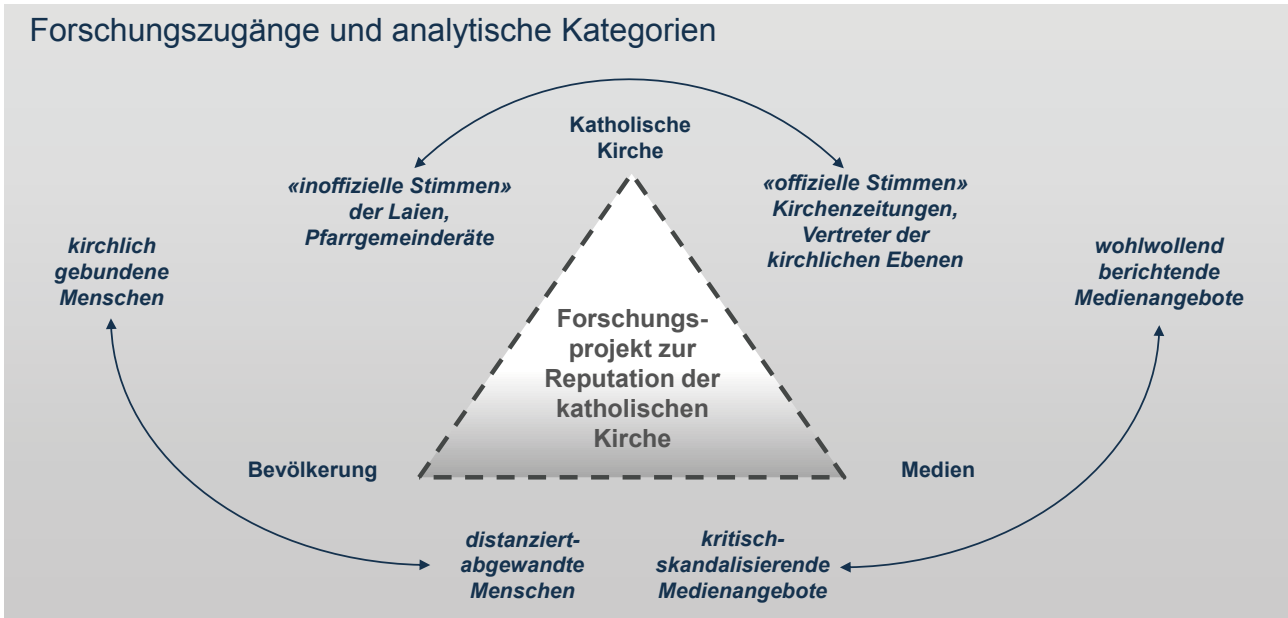 Forschungszugänge und analytische Kategorien
Katholische
Kirche
«inoffizielle Stimmen»
der Laien,
Pfarrgemeinderäte
«offizielle Stimmen»
Kirchenzeitungen,
Vertreter der
kirchlichen Ebenen
kirchlich
gebundene
Menschen
wohlwollend
berichtende
Medienangebote
Forschungs-
projekt zur
Reputation der
katholischen
Kirche
Bevölkerung
Medien
distanziert-
abgewandte
Menschen
kritisch-
skandalisierende
Medienangebote